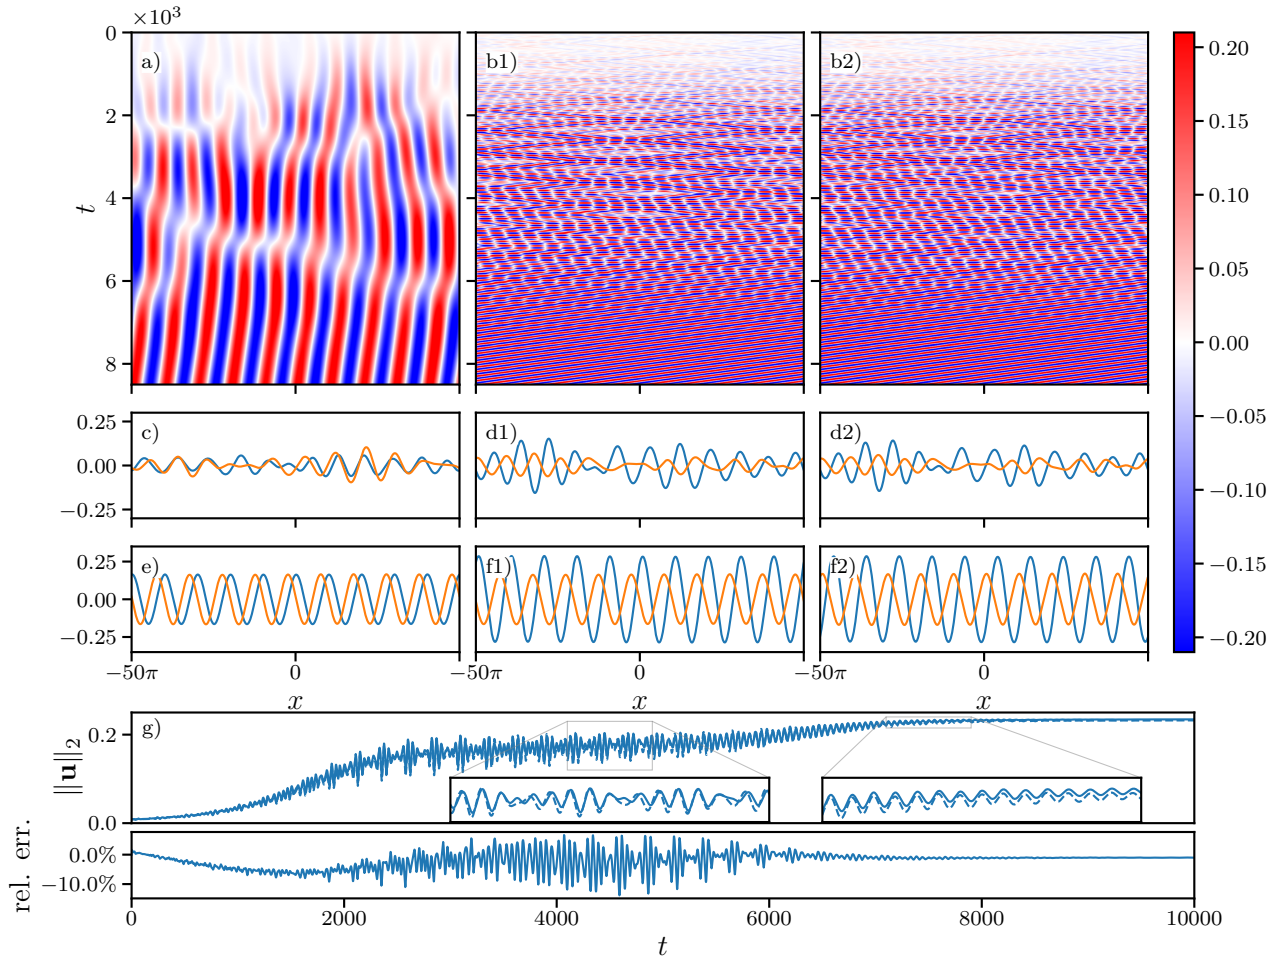 ×10³
a)
b1)
b2)
0
2
4
6
8
t
0.20
0.15
0.10
0.05
0.00
−0.05
−0.10
−0.15
−0.20
c)
d1)
d2)
0.25
0.00
−0.25
e)
f1)
f2)
0.25
0.00
−0.25
−50π
0
−50π
0
−50π
0
x
x
x
g)
0.2
0.0
||u||₂
rel. err.
0.0%
−10.0%
0
2000
4000
6000
8000
10000
t